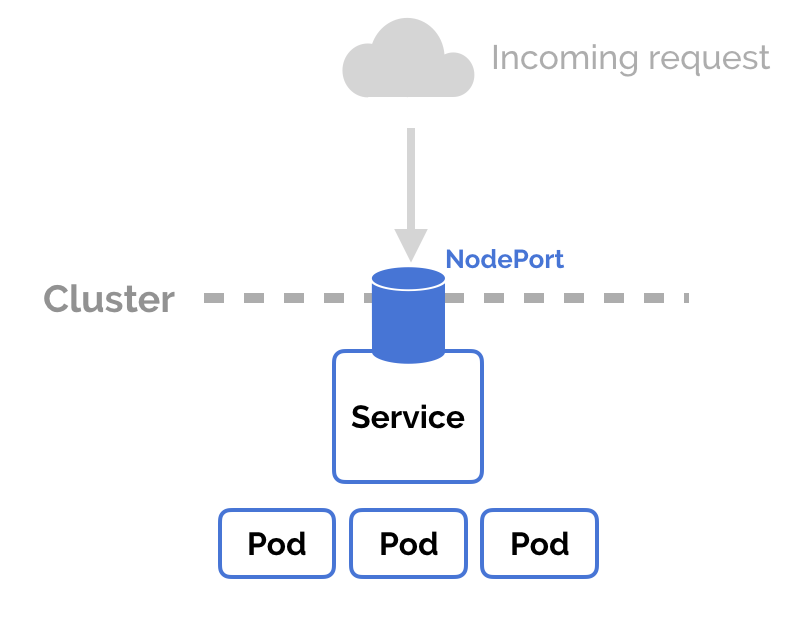 Incoming request
NodePort
Cluster
Service
Pod
Pod
Pod